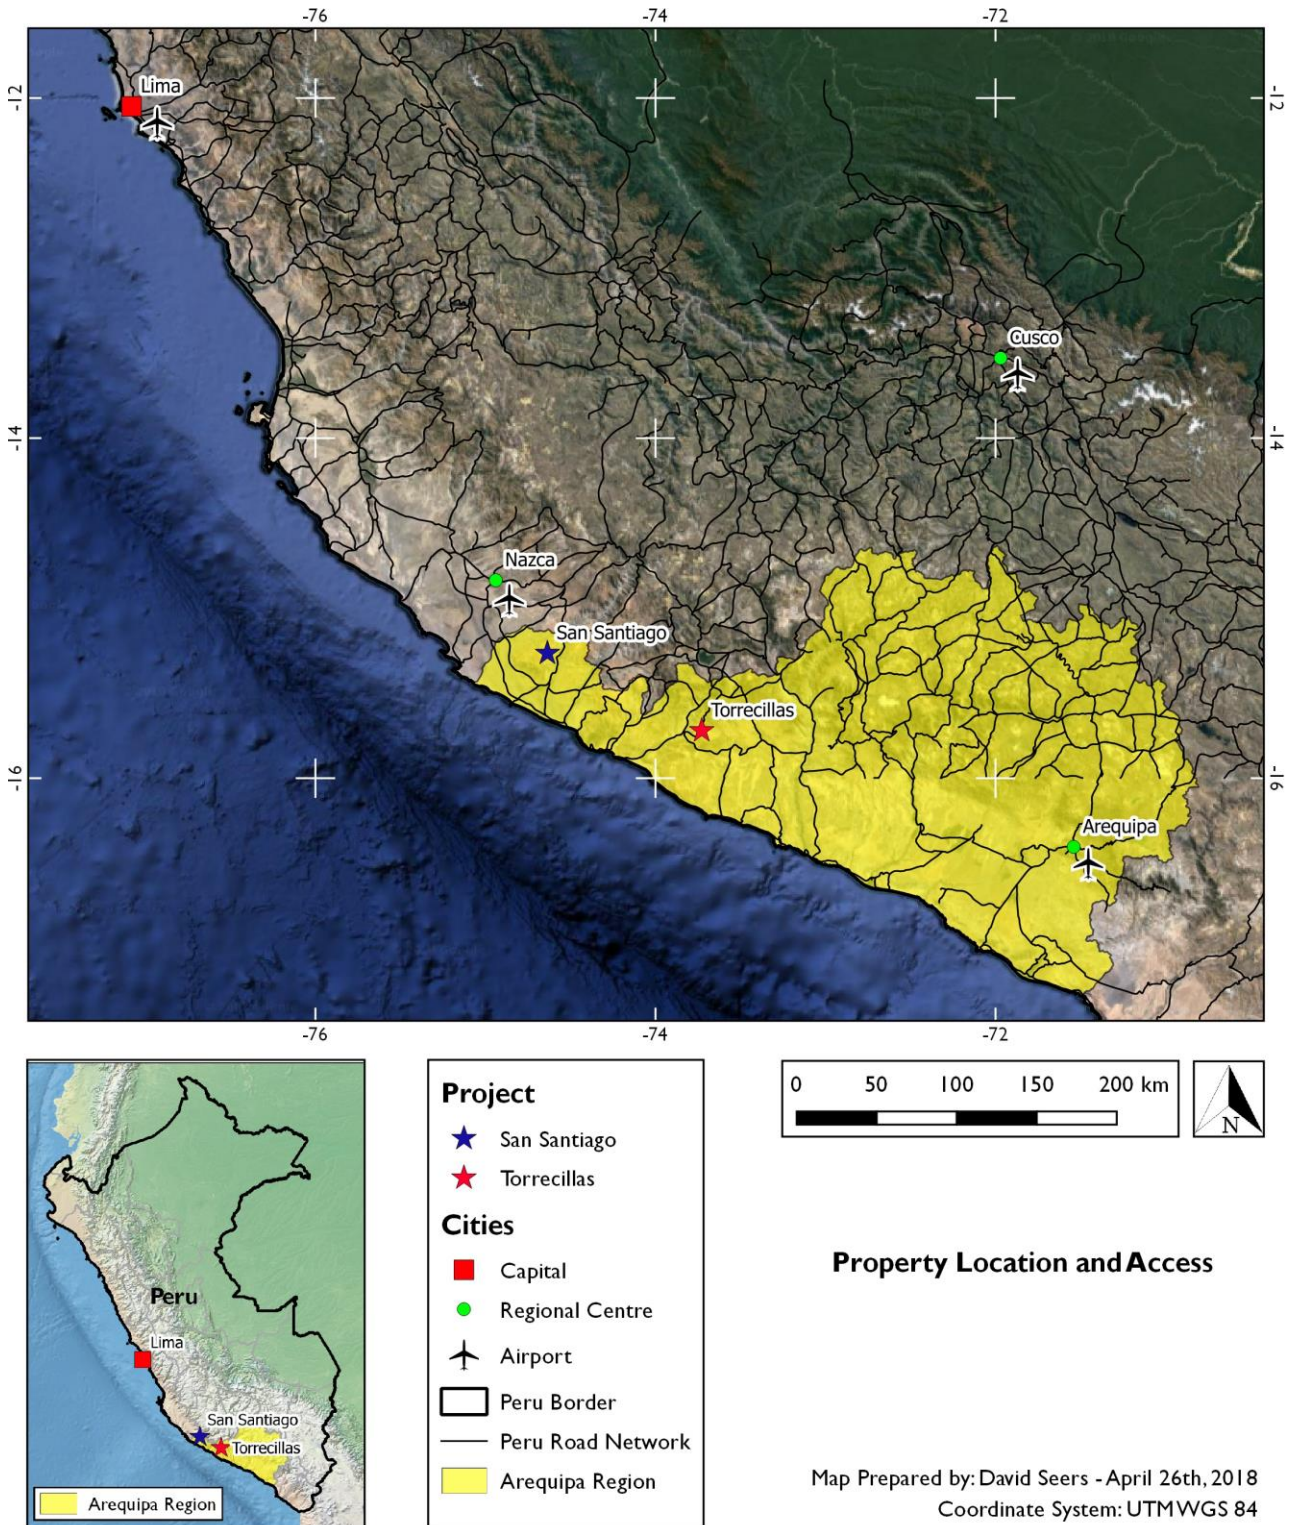 -76
-74
-72
-12
-12
Lima
Cusco
-14
-14
Nazca
San Santiago
Torrecillas
-16
-16
Arequipa
-76
-74
-72
Peru
Lima
San Santiago
Torrecillas
Arequipa Region
Project
San Santiago
Torrecillas
Cities
Capital
Regional Centre
Airport
Peru Border
Peru Road Network
Arequipa Region
0 50 100 150 200 km
N
Property Location and Access
Map Prepared by: David Seers - April 26th, 2018
Coordinate System: UTM WGS 84